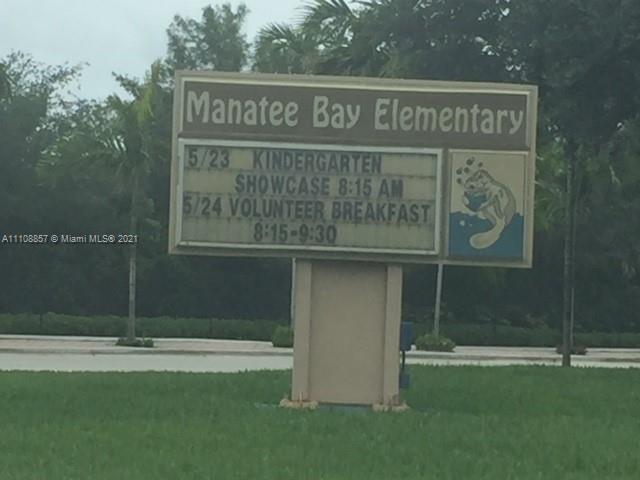 Manatee Bay Elementary
5/23 KINDERGARTEN
SHOWCASE 8:15 AM
5/24 VOLUNTEER BREAKFAST
8:15-9:30
A11108857 © Miami MLS® 2021